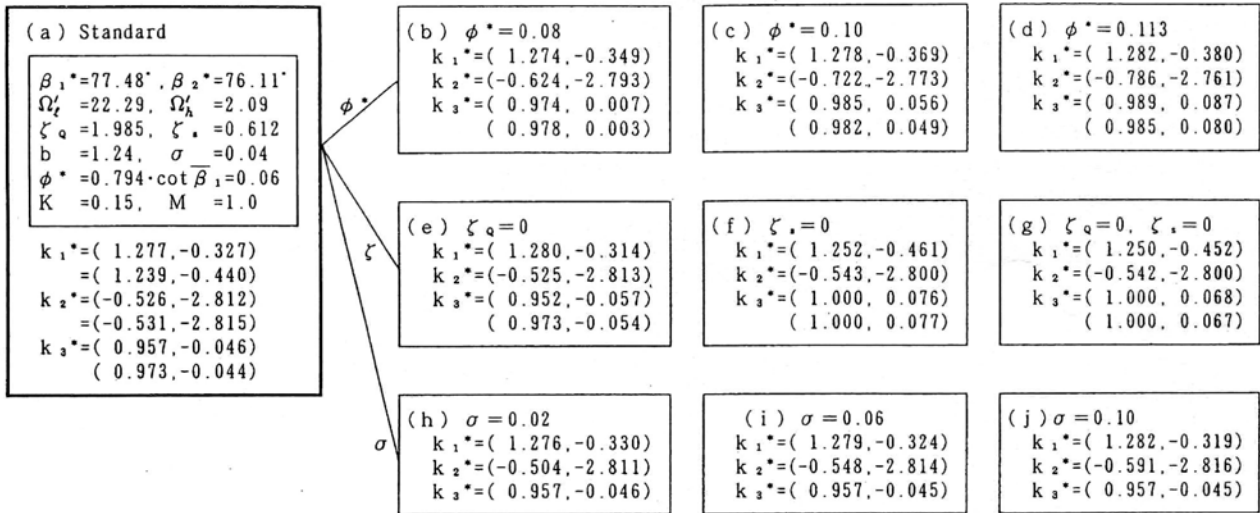 (a) Standard
β₁*=77.48°, β₂*=76.11°
Ω′ℓ=22.29, Ω′h=2.09
ζQ=1.985, ζs=0.612
b =1.24, σ =0.04
φ*=0.794·cot β̅₁=0.06
K =0.15, M =1.0
k₁*=( 1.277,-0.327)
=( 1.239,-0.440)
k₂*=(-0.526,-2.812)
=(-0.531,-2.815)
k₃*=( 0.957,-0.046)
( 0.973,-0.044)
φ*
ζ
σ
(b) φ*=0.08
k₁*=( 1.274,-0.349)
k₂*=(-0.624,-2.793)
k₃*=( 0.974, 0.007)
( 0.978, 0.003)
(c) φ*=0.10
k₁*=( 1.278,-0.369)
k₂*=(-0.722,-2.773)
k₃*=( 0.985, 0.056)
( 0.982, 0.049)
(d) φ*=0.113
k₁*=( 1.282,-0.380)
k₂*=(-0.786,-2.761)
k₃*=( 0.989, 0.087)
( 0.985, 0.080)
(e) ζQ=0
k₁*=( 1.280,-0.314)
k₂*=(-0.525,-2.813)
k₃*=( 0.952,-0.057)
( 0.973,-0.054)
(f) ζs=0
k₁*=( 1.252,-0.461)
k₂*=(-0.543,-2.800)
k₃*=( 1.000, 0.076)
( 1.000, 0.077)
(g) ζQ=0, ζs=0
k₁*=( 1.250,-0.452)
k₂*=(-0.542,-2.800)
k₃*=( 1.000, 0.068)
( 1.000, 0.067)
(h) σ=0.02
k₁*=( 1.276,-0.330)
k₂*=(-0.504,-2.811)
k₃*=( 0.957,-0.046)
(i) σ=0.06
k₁*=( 1.279,-0.324)
k₂*=(-0.548,-2.814)
k₃*=( 0.957,-0.045)
(j) σ=0.10
k₁*=( 1.282,-0.319)
k₂*=(-0.591,-2.816)
k₃*=( 0.957,-0.045)